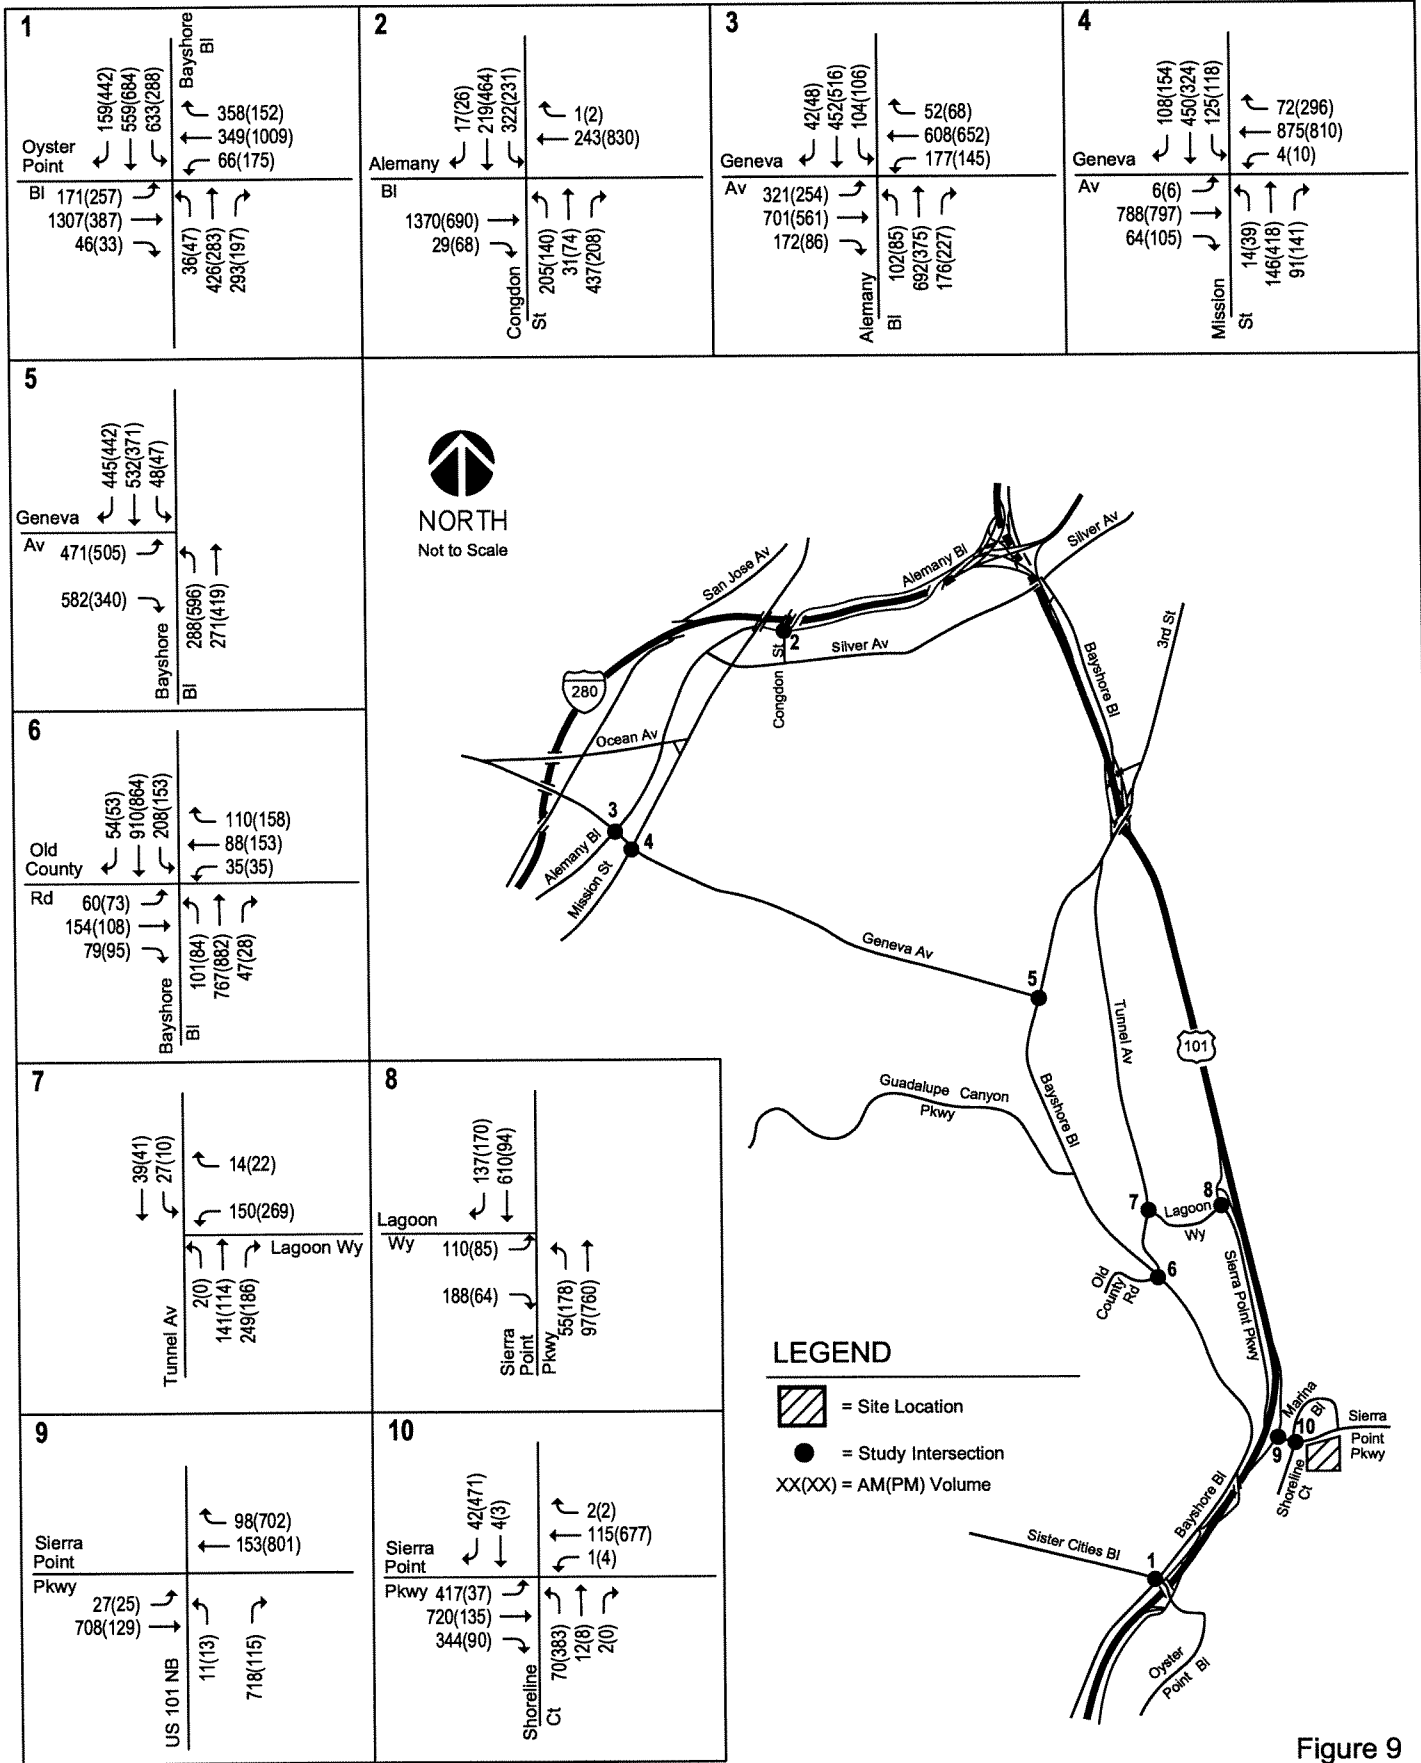 1
Bayshore
Bl
159(442)
559(684)
633(288)
358(152)
349(1009)
66(175)
Oyster
Point
Bl
171(257)
1307(387)
46(33)
36(47)
426(283)
293(197)
2
17(26)
219(464)
322(231)
1(2)
243(830)
Alemany
Bl
1370(690)
29(68)
Congdon
St
205(140)
31(74)
437(208)
3
42(48)
452(516)
104(106)
52(68)
608(652)
177(145)
Geneva
Av
321(254)
701(561)
172(86)
Alemany
Bl
102(85)
692(375)
176(227)
4
108(154)
450(324)
125(118)
72(296)
875(810)
4(10)
Geneva
Av
6(6)
788(797)
64(105)
Mission
St
14(39)
146(418)
91(141)
5
445(442)
532(371)
48(47)
Geneva
Av
471(505)
582(340)
Bayshore
Bl
288(596)
271(419)
6
54(53)
910(864)
208(153)
110(158)
88(153)
35(35)
Old
County
Rd
60(73)
154(108)
79(95)
Bayshore
Bl
101(84)
767(882)
47(28)
7
39(41)
27(10)
14(22)
150(269)
Lagoon Wy
Tunnel Av
2(0)
141(114)
249(186)
8
137(170)
610(94)
Lagoon
Wy
110(85)
188(64)
Sierra
Point
Pkwy
55(178)
97(760)
9
98(702)
153(801)
Sierra
Point
Pkwy
27(25)
708(129)
US 101 NB
11(13)
718(115)
10
42(471)
4(3)
2(2)
115(677)
1(4)
Sierra
Point
Pkwy
417(37)
720(135)
344(90)
Shoreline
Ct
70(383)
12(8)
2(0)
NORTH
Not to Scale
San Jose Av
Alemany Bl
Silver Av
2
Silver Av
Congdon
St
280
Bayshore Bl
3rd St
Ocean Av
3
4
Alemany Bl
Mission St
Geneva Av
5
Tunnel Av
101
Guadalupe Canyon
Pkwy
Bayshore Bl
7
8
Lagoon
Wy
6
Old
County
Rd
Sierra Point Pkwy
Marina
Bl
10
9
Sierra
Point
Pkwy
Shoreline
Ct
Bayshore Bl
Sister Cities Bl
1
Oyster
Point Bl
LEGEND
= Site Location
= Study Intersection
XX(XX) = AM(PM) Volume
Figure 9